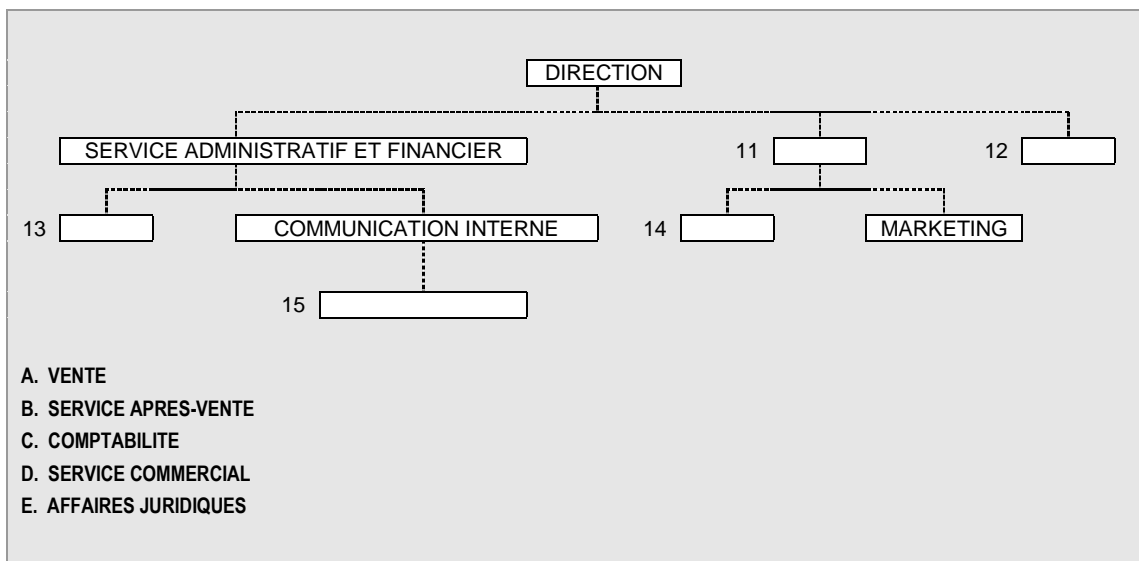 DIRECTION
SERVICE ADMINISTRATIF ET FINANCIER 11 12
13 COMMUNICATION INTERNE 14 MARKETING
15
A. VENTE
B. SERVICE APRES-VENTE
C. COMPTABILITE
D. SERVICE COMMERCIAL
E. AFFAIRES JURIDIQUES